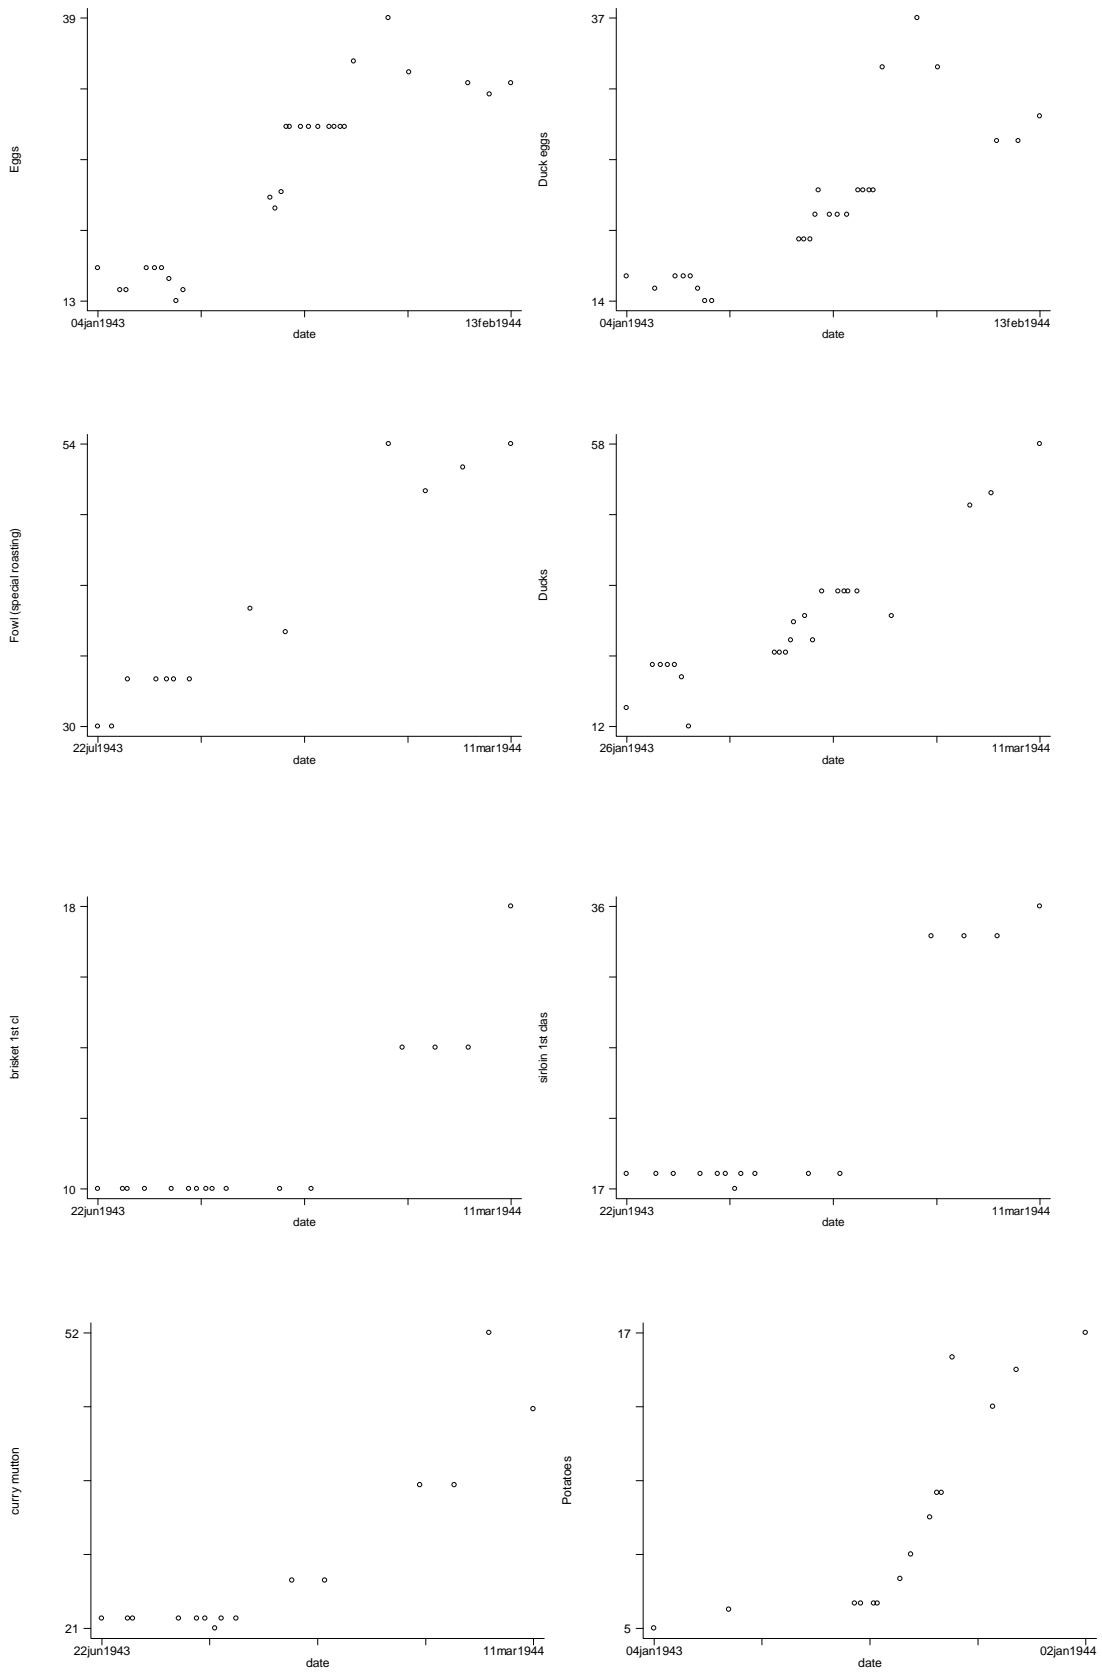 39
Eggs
13
04jan1943
13feb1944
date
37
Duck eggs
14
04jan1943
13feb1944
date
54
Fowl (special roasting)
30
22jul1943
11mar1944
date
58
Ducks
12
26jan1943
11mar1944
date
18
brisket 1st cl
10
22jun1943
11mar1944
date
36
sirloin 1st clas
17
22jun1943
11mar1944
date
52
curry mutton
21
22jun1943
11mar1944
date
17
Potatoes
5
04jan1943
02jan1944
date